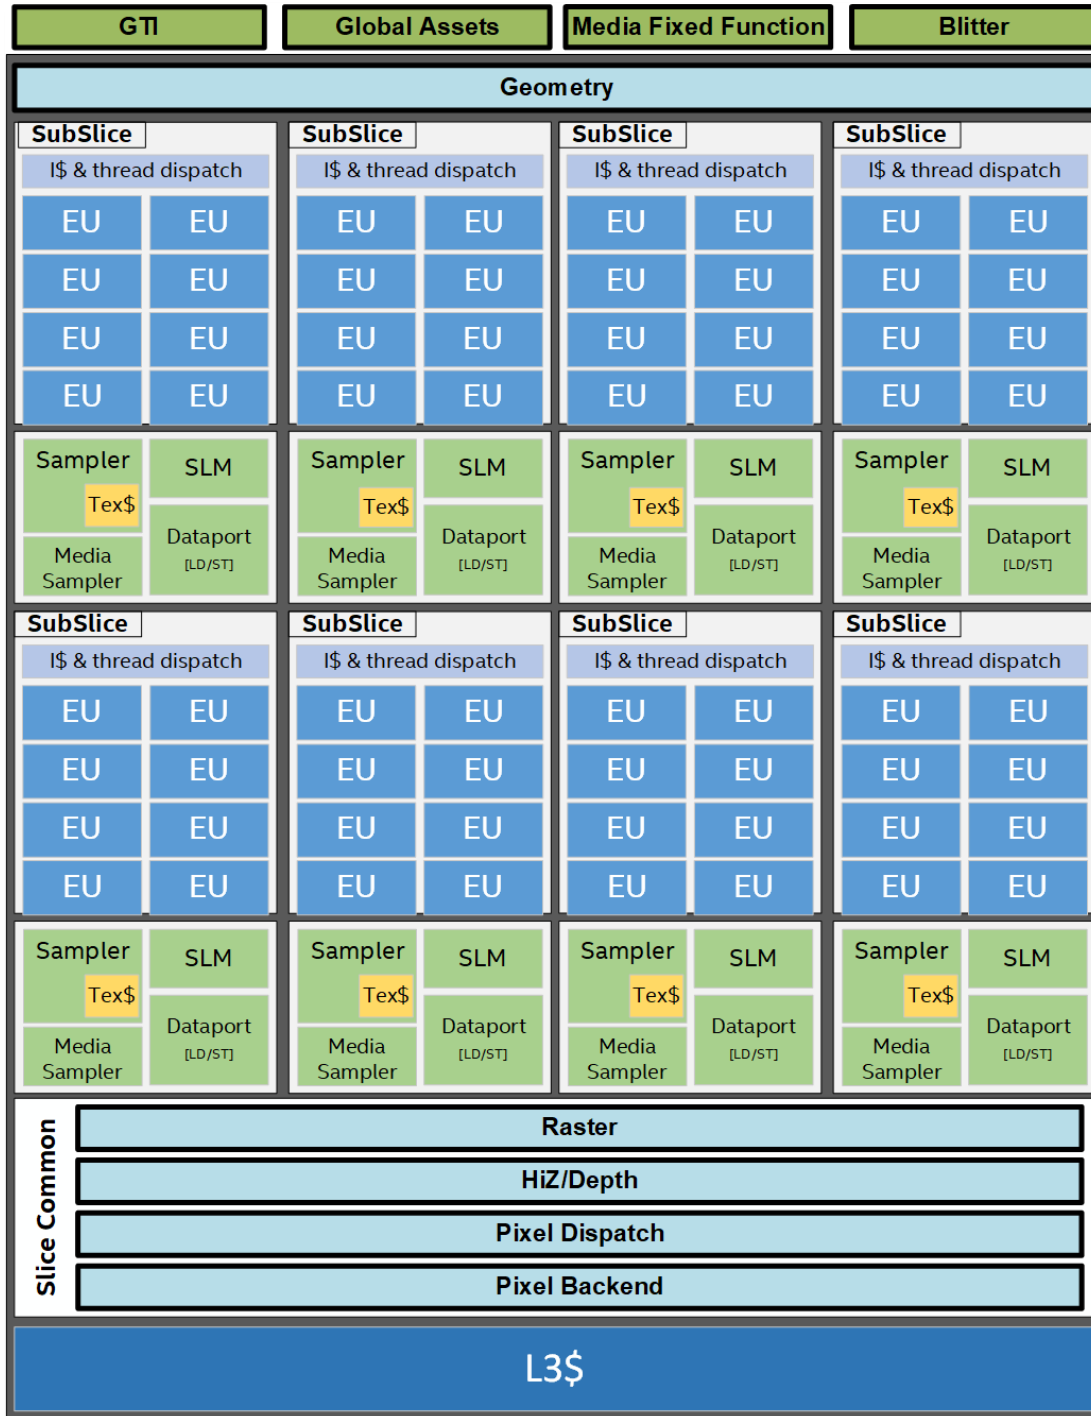 GTI Global Assets Media Fixed Function Blitter
Geometry
SubSlice SubSlice SubSlice SubSlice
I$ & thread dispatch I$ & thread dispatch I$ & thread dispatch I$ & thread dispatch
EU EU EU EU EU EU EU EU
EU EU EU EU EU EU EU EU
EU EU EU EU EU EU EU EU
EU EU EU EU EU EU EU EU
Sampler SLM Sampler SLM Sampler SLM Sampler SLM
Tex$ Tex$ Tex$ Tex$
Dataport Dataport Dataport Dataport
Media [LD/ST] Media [LD/ST] Media [LD/ST] Media [LD/ST]
Sampler Sampler Sampler Sampler
SubSlice SubSlice SubSlice SubSlice
I$ & thread dispatch I$ & thread dispatch I$ & thread dispatch I$ & thread dispatch
EU EU EU EU EU EU EU EU
EU EU EU EU EU EU EU EU
EU EU EU EU EU EU EU EU
EU EU EU EU EU EU EU EU
Sampler SLM Sampler SLM Sampler SLM Sampler SLM
Tex$ Tex$ Tex$ Tex$
Dataport Dataport Dataport Dataport
Media [LD/ST] Media [LD/ST] Media [LD/ST] Media [LD/ST]
Sampler Sampler Sampler Sampler
Slice Common
Raster
HiZ/Depth
Pixel Dispatch
Pixel Backend
L3$